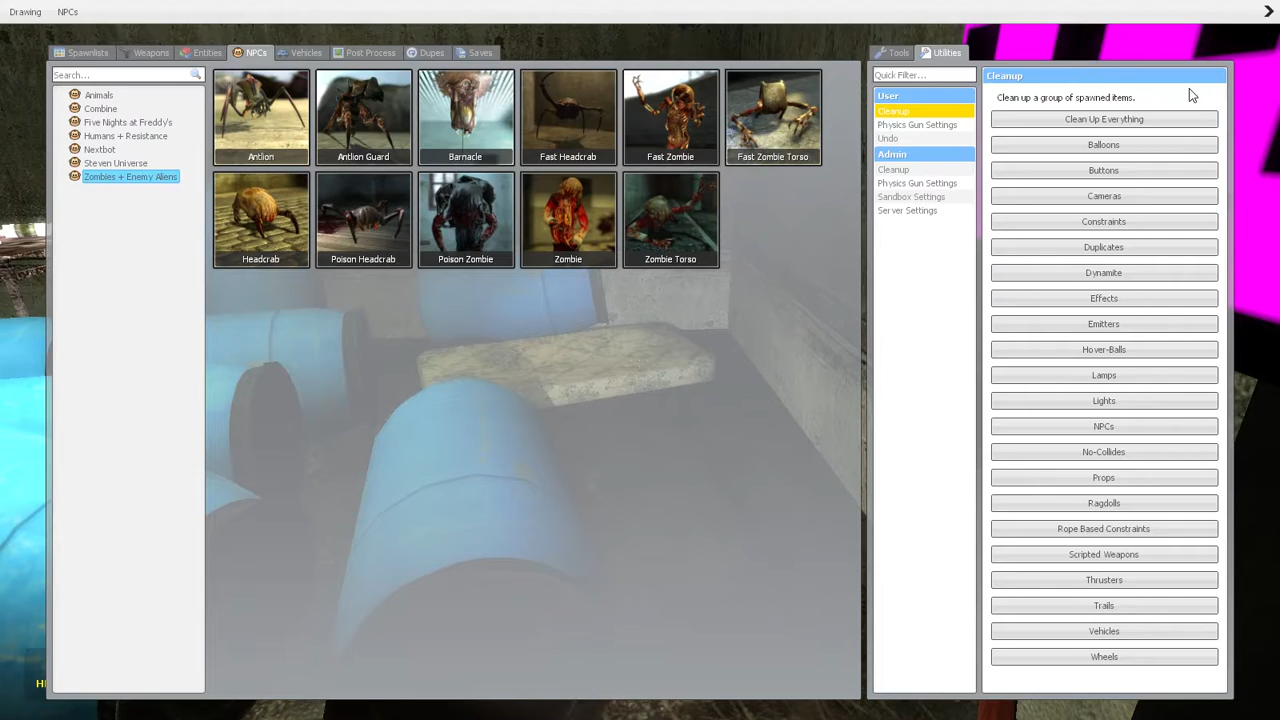 Drawing NPCs
Spawnlists Weapons Entities NPCs Vehicles Post Process Dupes Saves
Search...
Animals
Combine
Five Nights at Freddy's
Humans + Resistance
Nextbot
Steven Universe
Zombies + Enemy Aliens
Antlion Antlion Guard Barnacle Fast Headcrab Fast Zombie Fast Zombie Torso
Headcrab Poison Headcrab Poison Zombie Zombie Zombie Torso
Tools Utilities
Quick Filter...
User
Cleanup
Physics Gun Settings
Undo
Admin
Cleanup
Physics Gun Settings
Sandbox Settings
Server Settings
Cleanup
Clean up a group of spawned items.
Clean Up Everything
Balloons
Buttons
Cameras
Constraints
Duplicates
Dynamite
Effects
Emitters
Hover-Balls
Lamps
Lights
NPCs
No-Collides
Props
Ragdolls
Rope Based Constraints
Scripted Weapons
Thrusters
Trails
Vehicles
Wheels